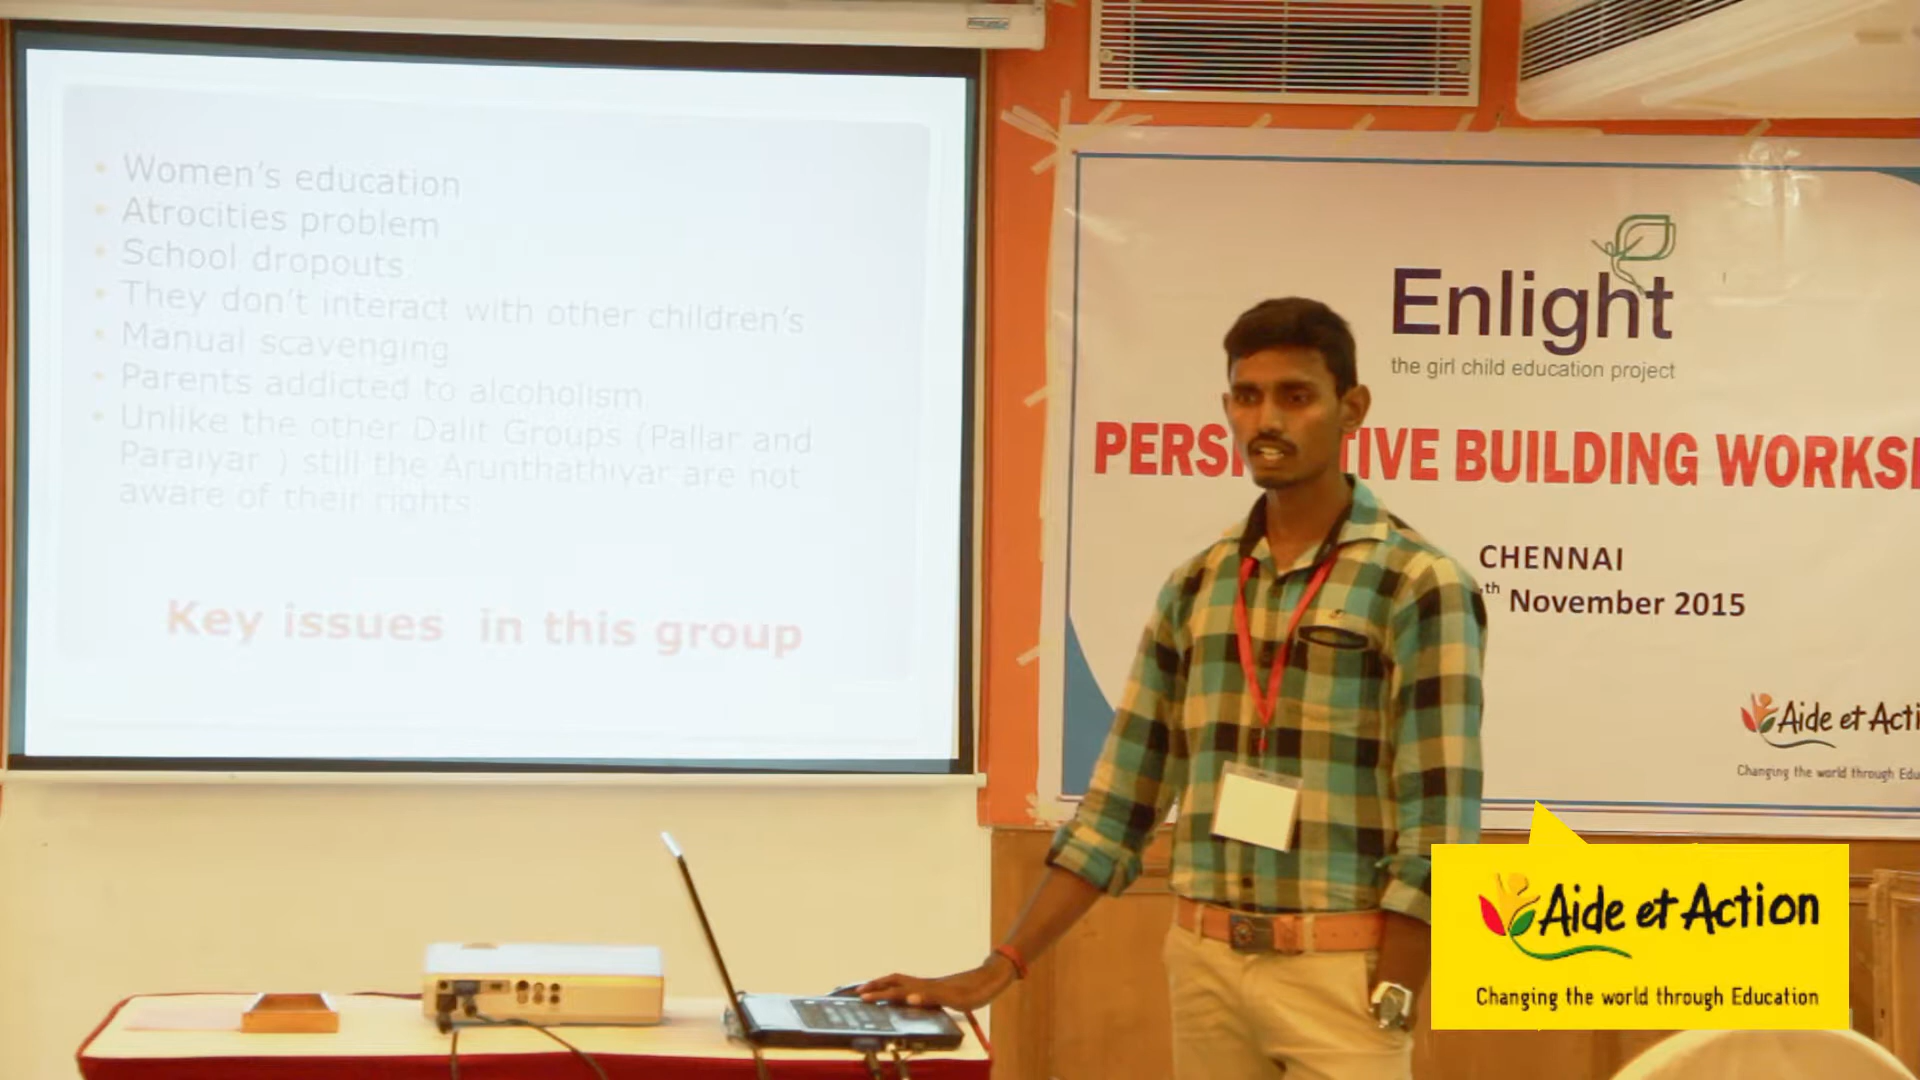 Women's education
Atrocities problem
School dropouts
They don't interact with other children's
Manual scavenging
Parents addicted to alcoholism
Unlike the other Dalit Groups (Pallar and
Paraiyar ) still the Arunthathiyar are not
aware of their rights
Key issues in this group
Enlight
the girl child education project
PERS TIVE BUILDING WORKS
CHENNAI
th November 2015
Aide et Acti
Changing the world through Edu
Aide et Action
Changing the world through Education